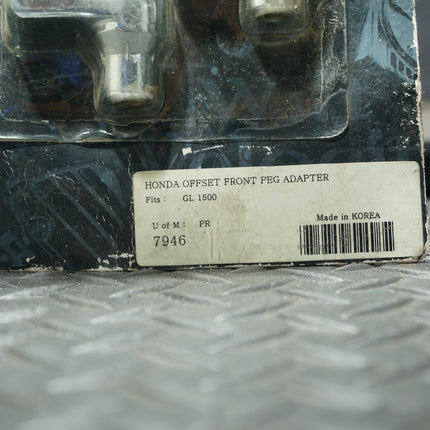 HONDA OFFSET FRONT PEG ADAPTER
Fits : GL 1500
U of M : PR
Made in KOREA
7946